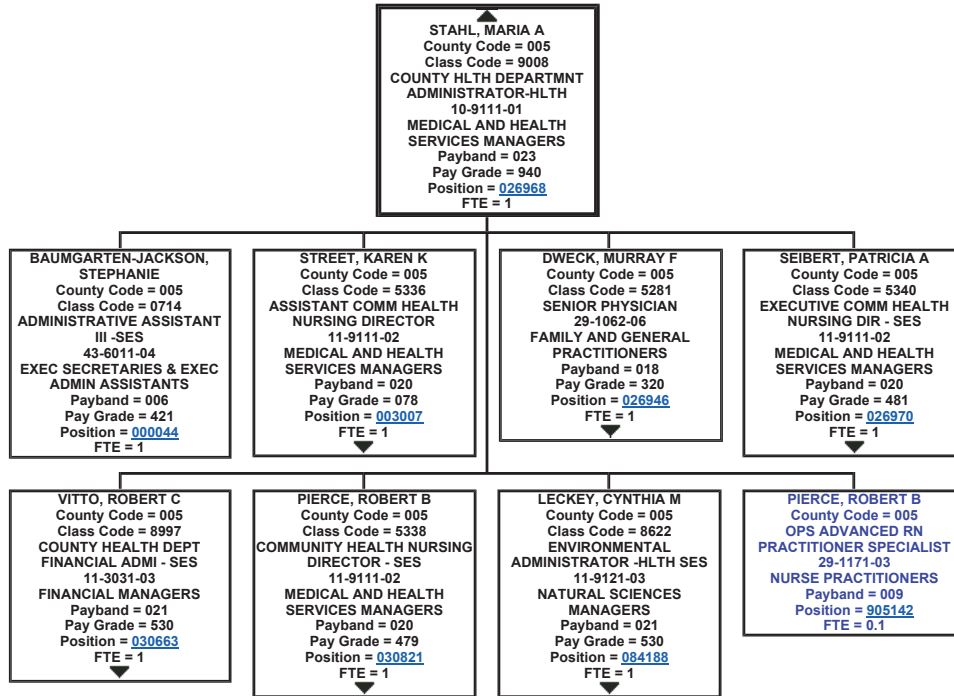 STAHL, MARIA A
County Code = 005
Class Code = 9008
COUNTY HLTH DEPARTMNT
ADMINISTRATOR-HLTH
10-9111-01
MEDICAL AND HEALTH
SERVICES MANAGERS
Payband = 023
Pay Grade = 940
Position = 026968
FTE = 1
BAUMGARTEN-JACKSON,
STEPHANIE
County Code = 005
Class Code = 0714
ADMINISTRATIVE ASSISTANT
III -SES
43-6011-04
EXEC SECRETARIES & EXEC
ADMIN ASSISTANTS
Payband = 006
Pay Grade = 421
Position = 000044
FTE = 1
STREET, KAREN K
County Code = 005
Class Code = 5336
ASSISTANT COMM HEALTH
NURSING DIRECTOR
11-9111-02
MEDICAL AND HEALTH
SERVICES MANAGERS
Payband = 020
Pay Grade = 078
Position = 003007
FTE = 1
DWECK, MURRAY F
County Code = 005
Class Code = 5281
SENIOR PHYSICIAN
29-1062-06
FAMILY AND GENERAL
PRACTITIONERS
Payband = 018
Pay Grade = 320
Position = 026946
FTE = 1
SEIBERT, PATRICIA A
County Code = 005
Class Code = 5340
EXECUTIVE COMM HEALTH
NURSING DIR - SES
11-9111-02
MEDICAL AND HEALTH
SERVICES MANAGERS
Payband = 020
Pay Grade = 481
Position = 026970
FTE = 1
VITTO, ROBERT C
County Code = 005
Class Code = 8997
COUNTY HEALTH DEPT
FINANCIAL ADMI - SES
11-3031-03
FINANCIAL MANAGERS
Payband = 021
Pay Grade = 530
Position = 030663
FTE = 1
PIERCE, ROBERT B
County Code = 005
Class Code = 5338
COMMUNITY HEALTH NURSING
DIRECTOR - SES
11-9111-02
MEDICAL AND HEALTH
SERVICES MANAGERS
Payband = 020
Pay Grade = 479
Position = 030821
FTE = 1
LECKEY, CYNTHIA M
County Code = 005
Class Code = 8622
ENVIRONMENTAL
ADMINISTRATOR -HLTH SES
11-9121-03
NATURAL SCIENCES
MANAGERS
Payband = 021
Pay Grade = 530
Position = 084188
FTE = 1
PIERCE, ROBERT B
County Code = 005
OPS ADVANCED RN
PRACTITIONER SPECIALIST
29-1171-03
NURSE PRACTITIONERS
Payband = 009
Position = 905142
FTE = 0.1